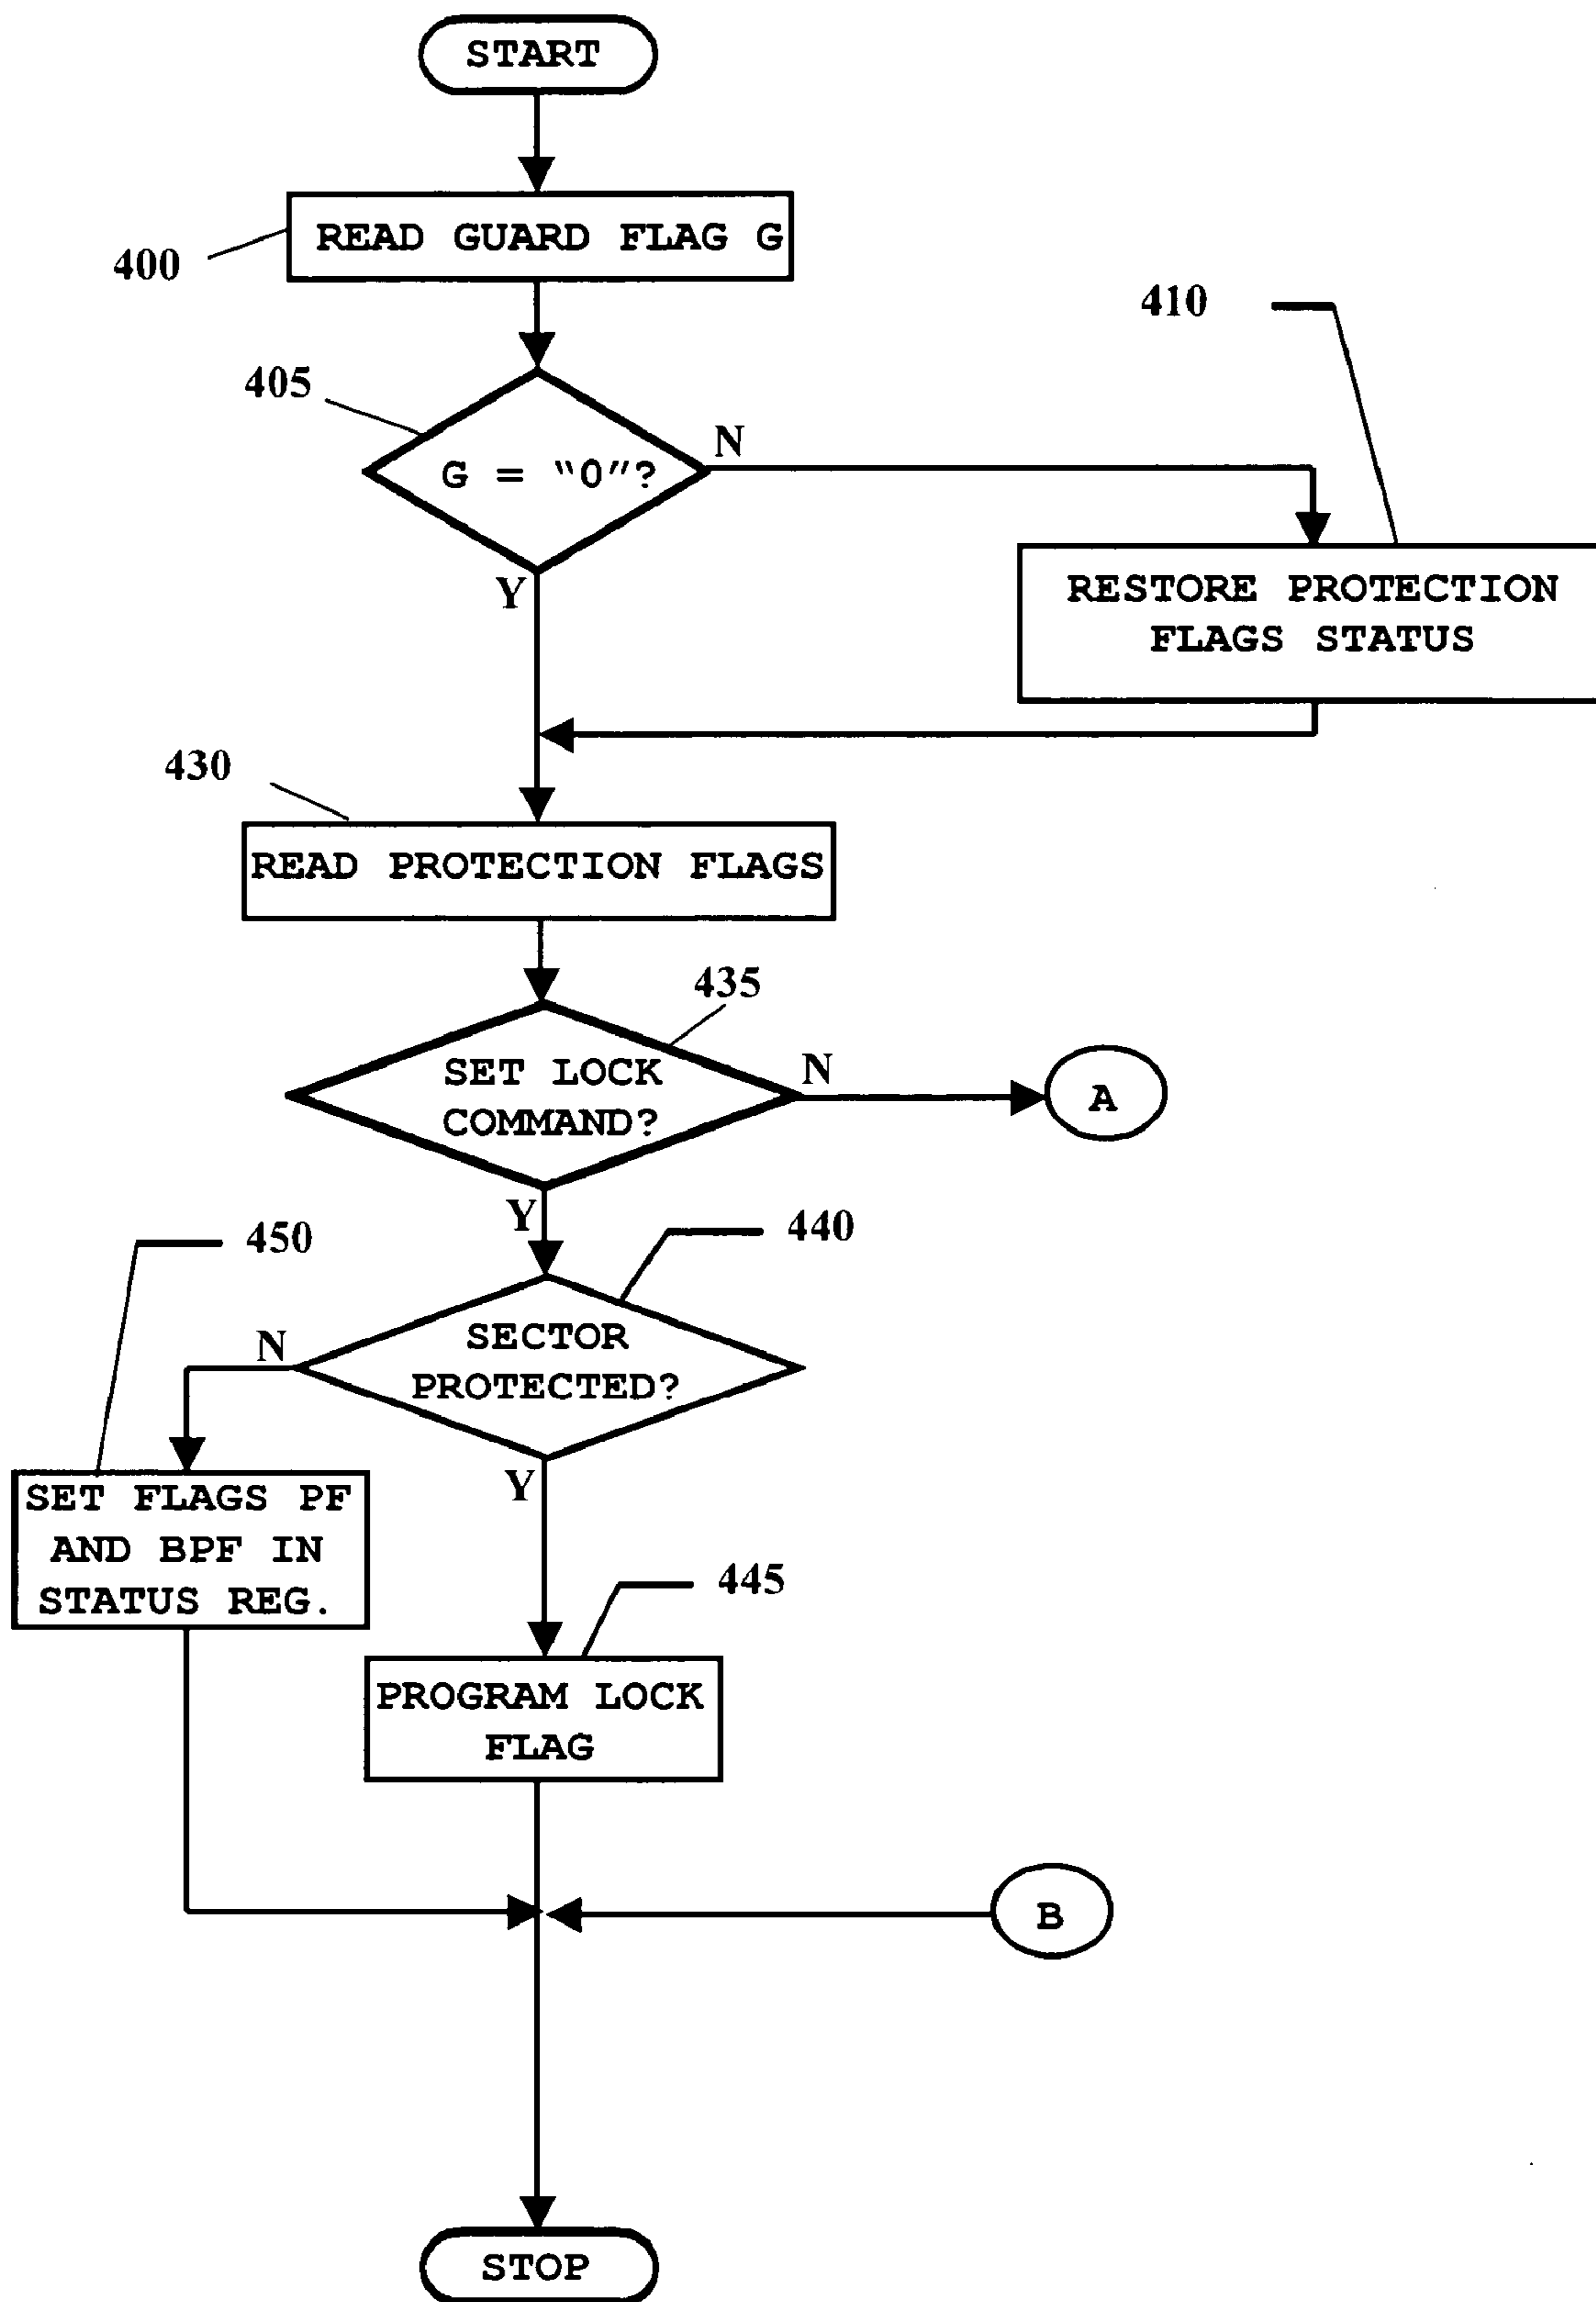 START
READ GUARD FLAG G
400
410
405
G = "0"?
N
Y
RESTORE PROTECTION
FLAGS STATUS
430
READ PROTECTION FLAGS
435
SET LOCK
COMMAND?
N
A
Y
450
440
SECTOR
PROTECTED?
N
Y
SET FLAGS PF
AND BPF IN
STATUS REG.
445
PROGRAM LOCK
FLAG
B
STOP